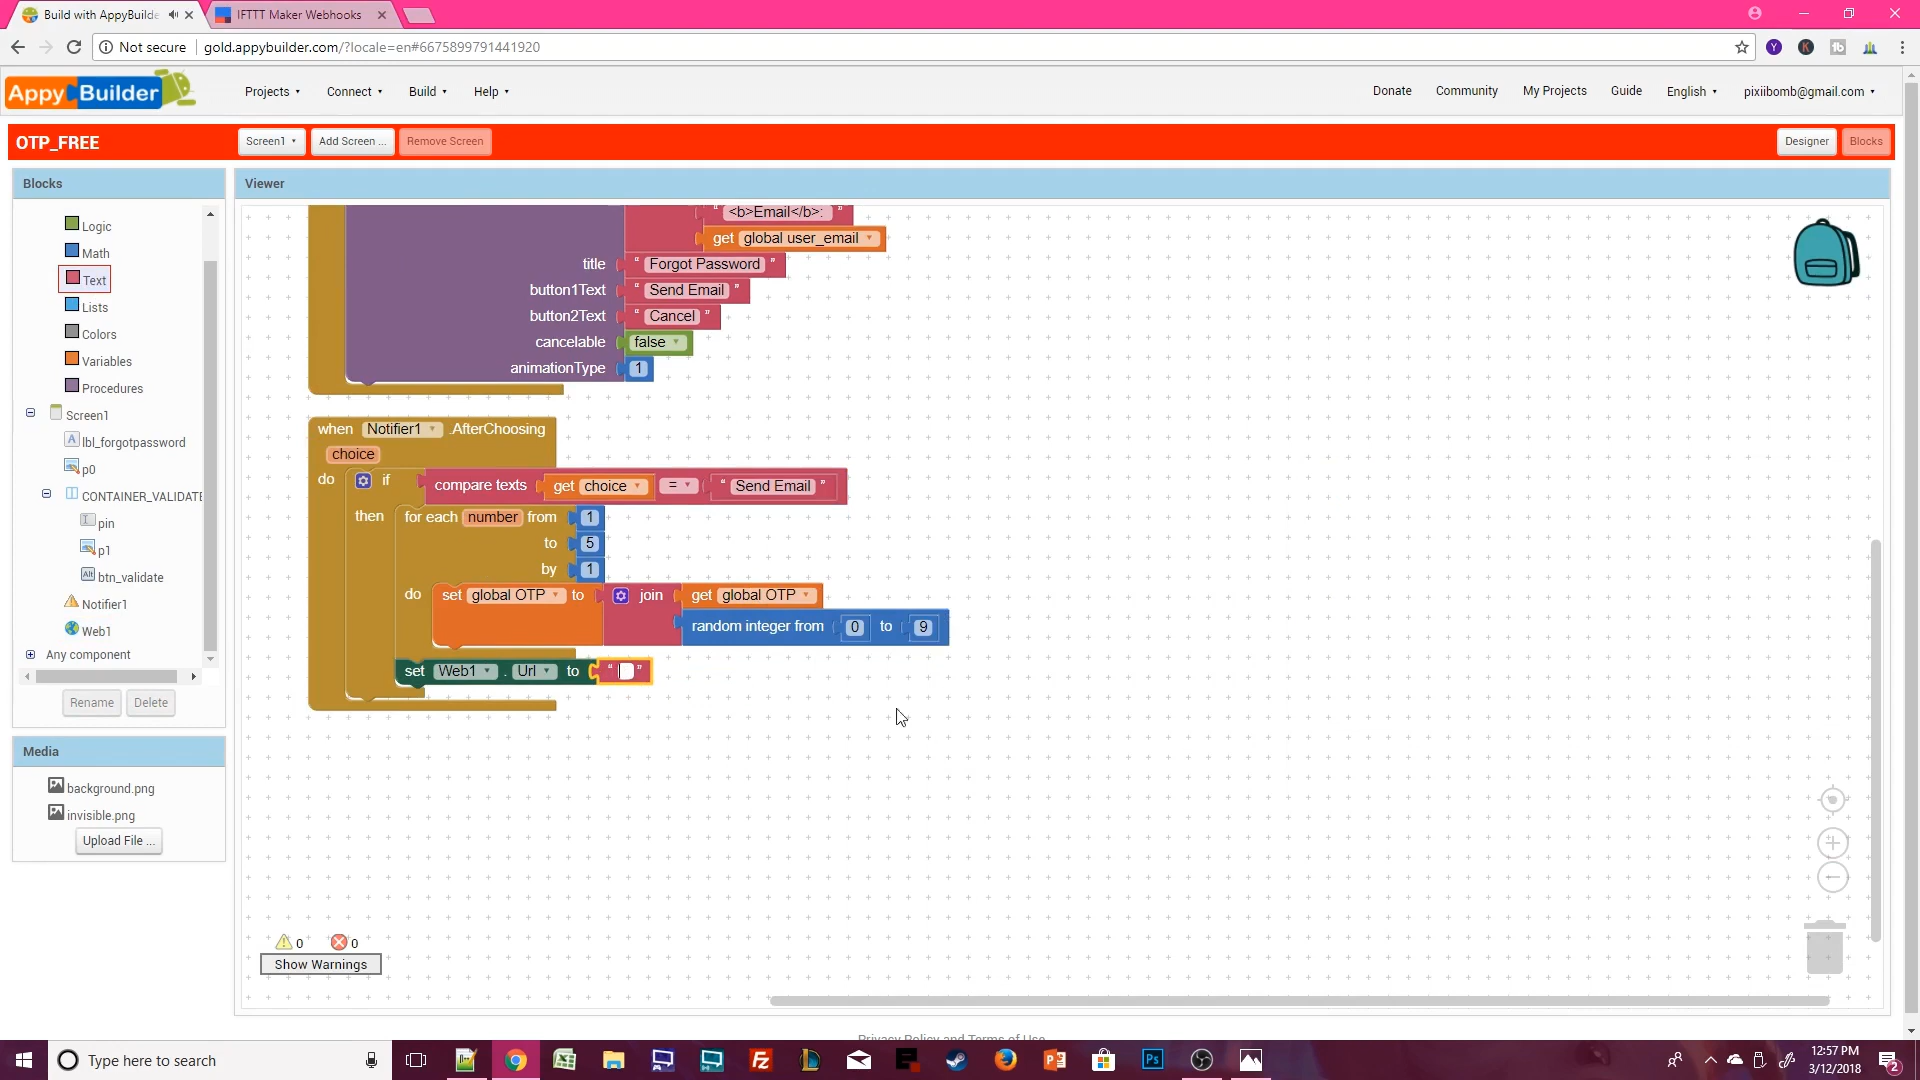 Build with AppyBuilde
IFTTT Maker Webhooks
Not secure
gold.appybuilder.com/?locale=en#6675899791441920
Appy Builder
Projects
Connect
Build
Help
Donate
Community
My Projects
Guide
English
pixiibomb@gmail.com
OTP_FREE
Screen1
Add Screen ...
Remove Screen
Designer
Blocks
Blocks
Logic
Math
Text
Lists
Colors
Variables
Procedures
Screen1
lbl_forgotpassword
p0
CONTAINER_VALIDATE
pin
p1
btn_validate
Notifier1
Web1
Any component
Rename
Delete
Media
background.png
invisible.png
Upload File ...
Viewer
" <b>Email</b>: "
get global user_email
title " Forgot Password "
button1Text " Send Email "
button2Text " Cancel "
cancelable false
animationType 1
when Notifier1 .AfterChoosing
choice
do if compare texts get choice = " Send Email "
then for each number from 1
to 5
by 1
do set global OTP to join get global OTP
random integer from 0 to 9
set Web1 . Url to " "
0 0
Show Warnings
Privacy Policy and Terms of Use
Type here to search
12:57 PM
3/12/2018
2